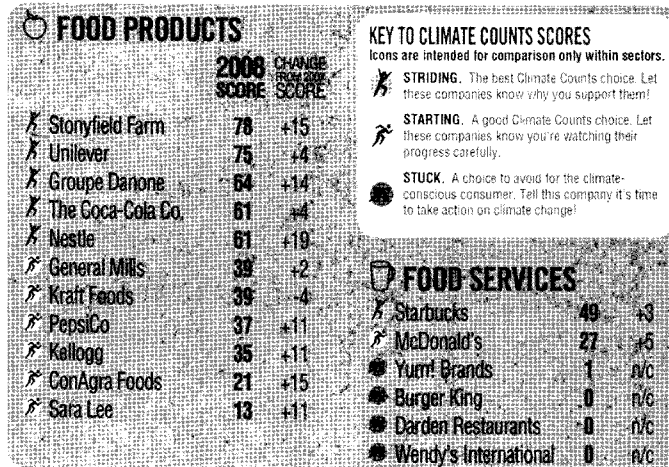 FOOD PRODUCTS
2008 SCORE
CHANGE FROM 2007 SCORE
Stonyfield Farm 78 +15
Unilever 75 +4
Groupe Danone 64 +14
The Coca-Cola Co. 61 +4
Nestle 61 +19
General Mills 39 +2
Kraft Foods 39 -4
PepsiCo 37 +11
Kellogg 35 +11
ConAgra Foods 21 +15
Sara Lee 13 +11
KEY TO CLIMATE COUNTS SCORES
Icons are intended for comparison only within sectors.
STRIDING. The best Climate Counts choice. Let
these companies know why you support them!
STARTING. A good Climate Counts choice. Let
these companies know you're watching their
progress carefully.
STUCK. A choice to avoid for the climate-
conscious consumer. Tell this company it's time
to take action on climate change!
FOOD SERVICES
Starbucks 49 +3
McDonald's 27 +5
Yum! Brands 1 n/c
Burger King 0 n/c
Darden Restaurants 0 n/c
Wendy's International 0 n/c